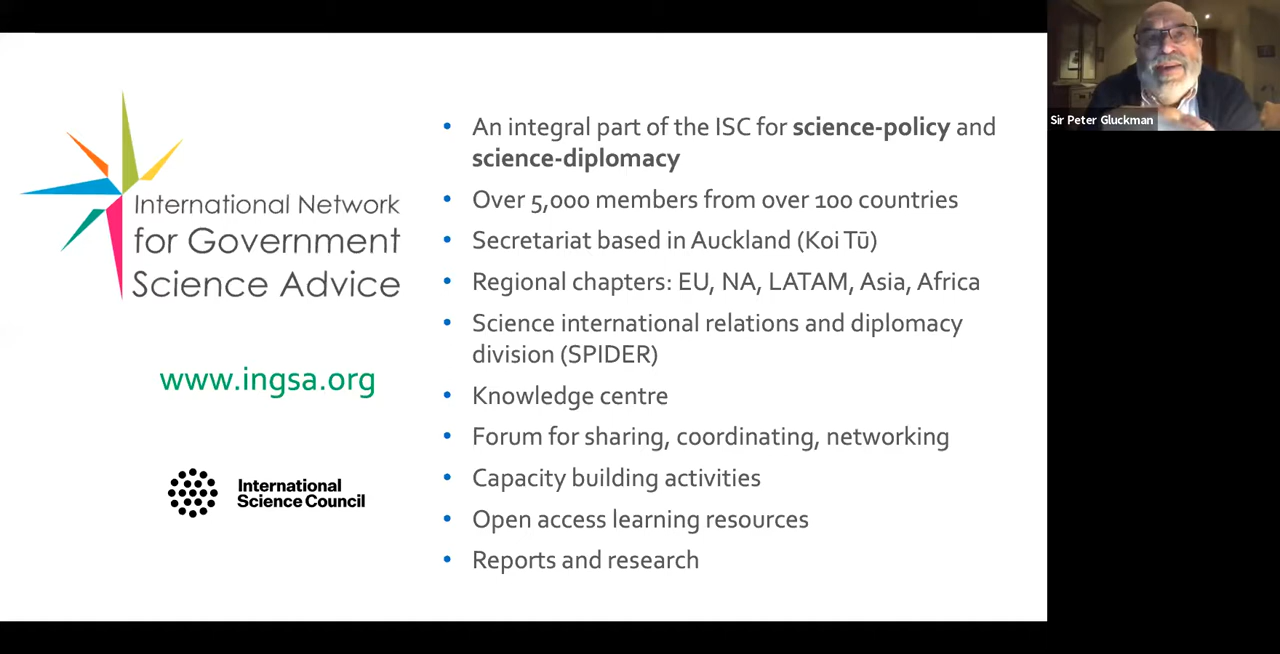 International Network
for Government
Science Advice
www.ingsa.org
International
Science Council
• An integral part of the ISC for science-policy and
science-diplomacy
• Over 5,000 members from over 100 countries
• Secretariat based in Auckland (Koi Tū)
• Regional chapters: EU, NA, LATAM, Asia, Africa
• Science international relations and diplomacy
division (SPIDER)
• Knowledge centre
• Forum for sharing, coordinating, networking
• Capacity building activities
• Open access learning resources
• Reports and research
Sir Peter Gluckman